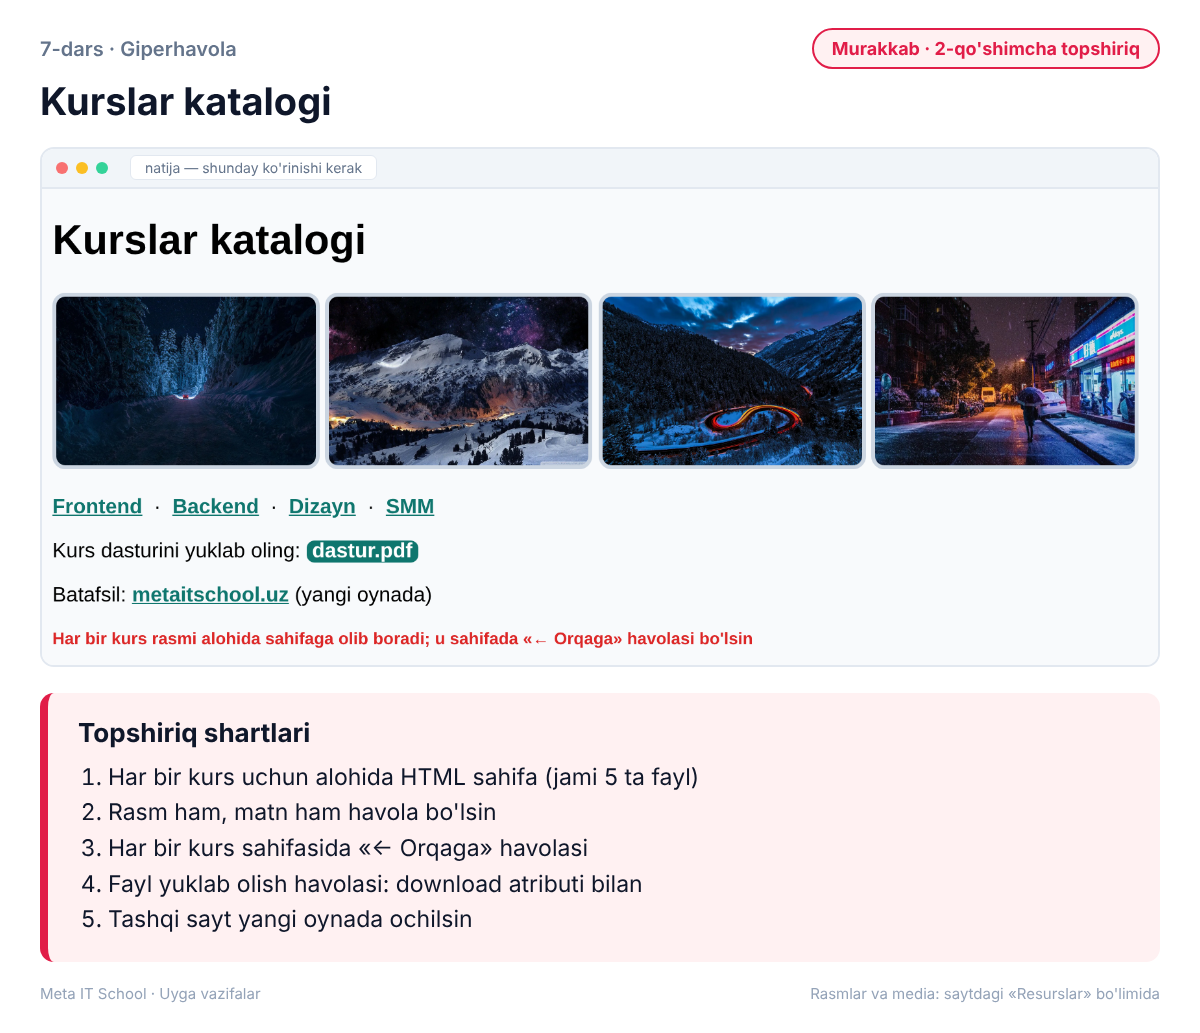 7-dars · Giperhavola
Murakkab · 2-qo'shimcha topshiriq
Kurslar katalogi
natija — shunday ko'rinishi kerak
Kurslar katalogi
Frontend · Backend · Dizayn · SMM
Kurs dasturini yuklab oling: dastur.pdf
Batafsil: metaitschool.uz (yangi oynada)
Har bir kurs rasmi alohida sahifaga olib boradi; u sahifada «← Orqaga» havolasi bo'lsin
Topshiriq shartlari
1. Har bir kurs uchun alohida HTML sahifa (jami 5 ta fayl)
2. Rasm ham, matn ham havola bo'lsin
3. Har bir kurs sahifasida «← Orqaga» havolasi
4. Fayl yuklab olish havolasi: download atributi bilan
5. Tashqi sayt yangi oynada ochilsin
Meta IT School · Uyga vazifalar
Rasmlar va media: saytdagi «Resurslar» bo'limida